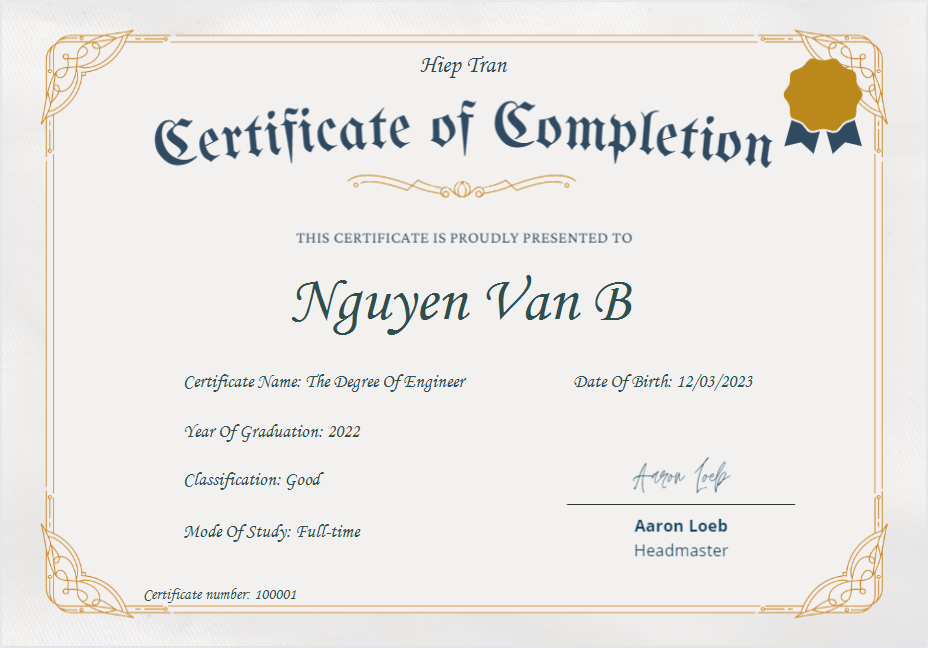 Hiep Tran
Certificate of Completion
THIS CERTIFICATE IS PROUDLY PRESENTED TO
Nguyen Van B
Certificate Name: The Degree Of Engineer
Date Of Birth: 12/03/2023
Year Of Graduation: 2022
Classification: Good
Aaron Loeb
Mode Of Study: Full-time
Aaron Loeb
Headmaster
Certificate number: 100001